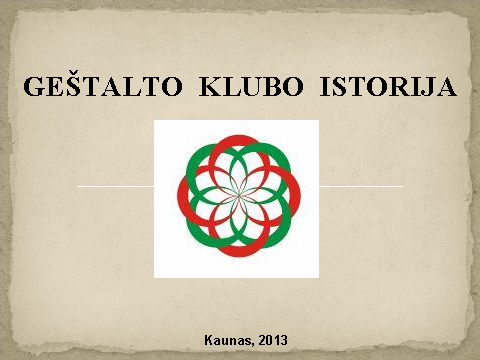 GEŠTALTO KLUBO ISTORIJA
Kaunas, 2013